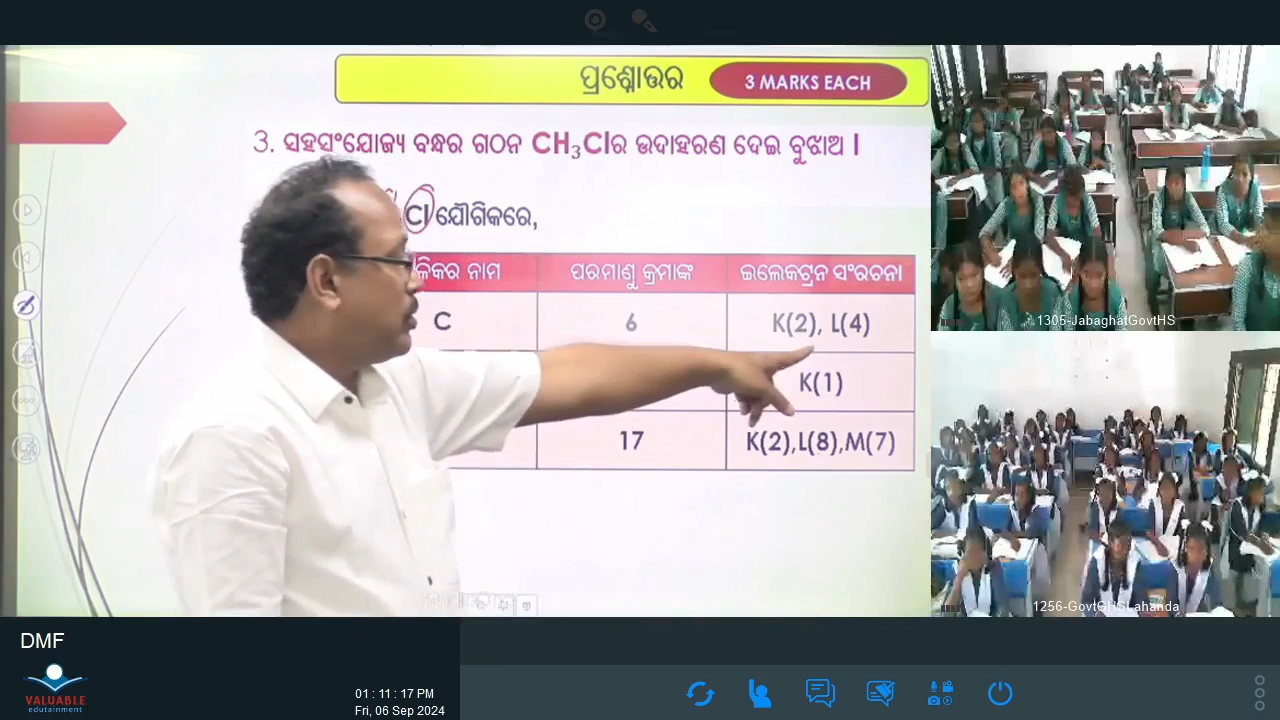 ପ୍ରଶ୍ନୋତ୍ତର 3 MARKS EACH
3. ସହସଂଯୋଜ୍ୟ ବନ୍ଧର ଗଠନ CH₃Clର ଉଦାହରଣ ଦେଇ ବୁଝାଅ ।
Cl ଯୌଗିକରେ,
ନାମ ପରମାଣୁ କ୍ରମାଙ୍କ ଇଲେକଟ୍ରନ ସଂରଚନା
C 6 K(2), L(4)
K(1)
17 K(2),L(8),M(7)
1305-JabaghatGovtHS
1256-GovtGHSLahanda
DMF
VALUABLE
edutainment
01 : 11 : 17 PM
Fri, 06 Sep 2024